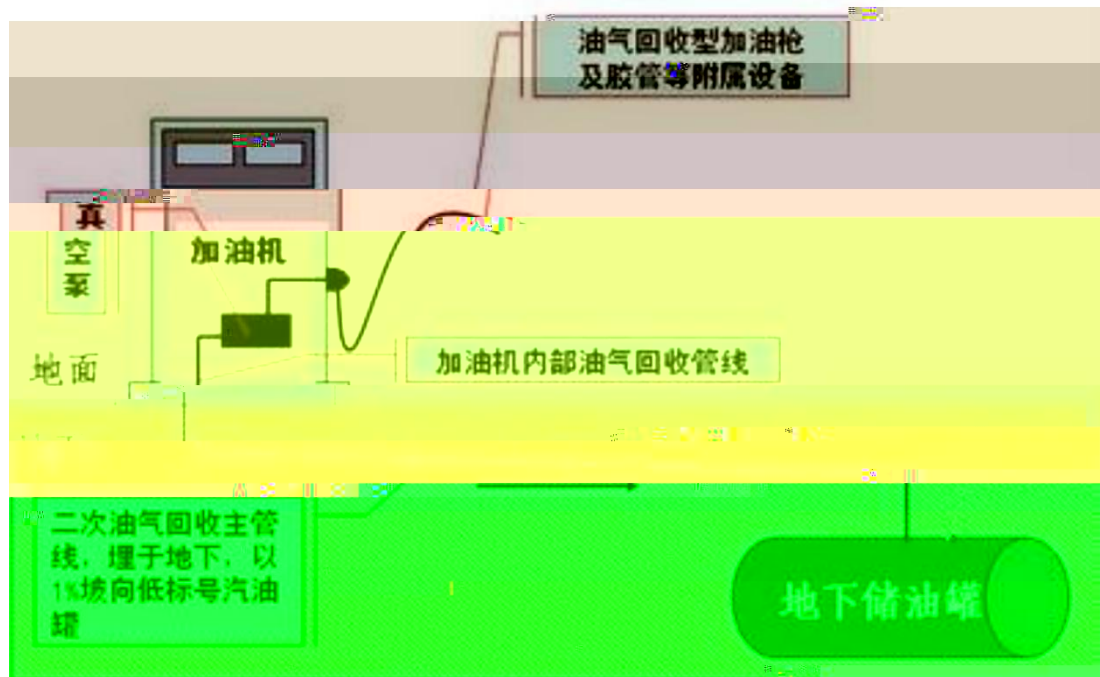 油气回收型加油枪
及胶管等附属设备
真
空
泵
加油机
地面
加油机内部油气回收管线
二次油气回收主管
线，埋于地下，以
1%坡向低标号汽油
罐
地下储油罐